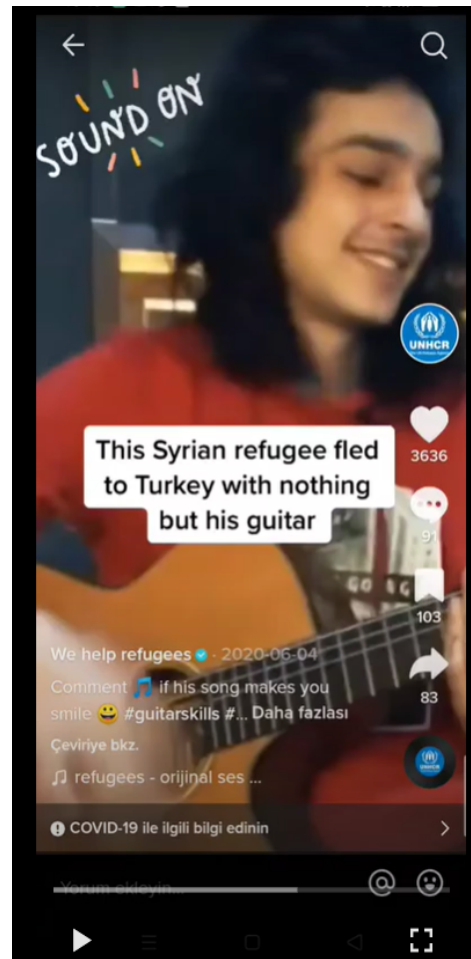 SOUND ON
UNHCR
3636
This Syrian refugee fled
to Turkey with nothing
but his guitar
91
103
We help refugees · 2020-06-04
Comment 🎵 if his song makes you
83
smile 😀 #guitarskills #... Daha fazlası
Çeviriye bkz.
refugees - orijinal ses ...
COVID-19 ile ilgili bilgi edinin
Yorum ekleyin...